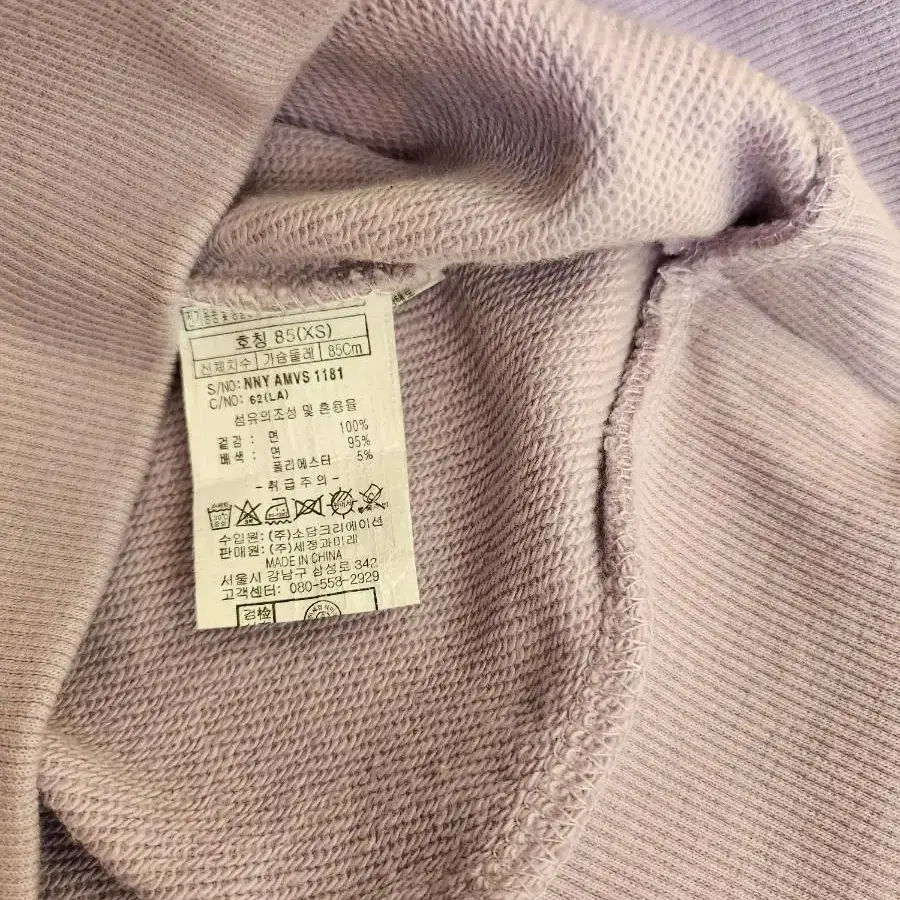 호칭 85(XS)
신체치수 가슴둘레 85Cm
S/NO: NNY AMVS 1181
C/NO: 62(LA)
섬유의조성 및 혼용율
겉감 : 면 100%
배색 : 면 95%
폴리에스터 5%
- 취급주의 -
수입원: (주)소담크리에이션
판매원: (주)세정과미래
MADE IN CHINA
서울시 강남구 삼성로 342
고객센터: 080-558-2929
검 檢